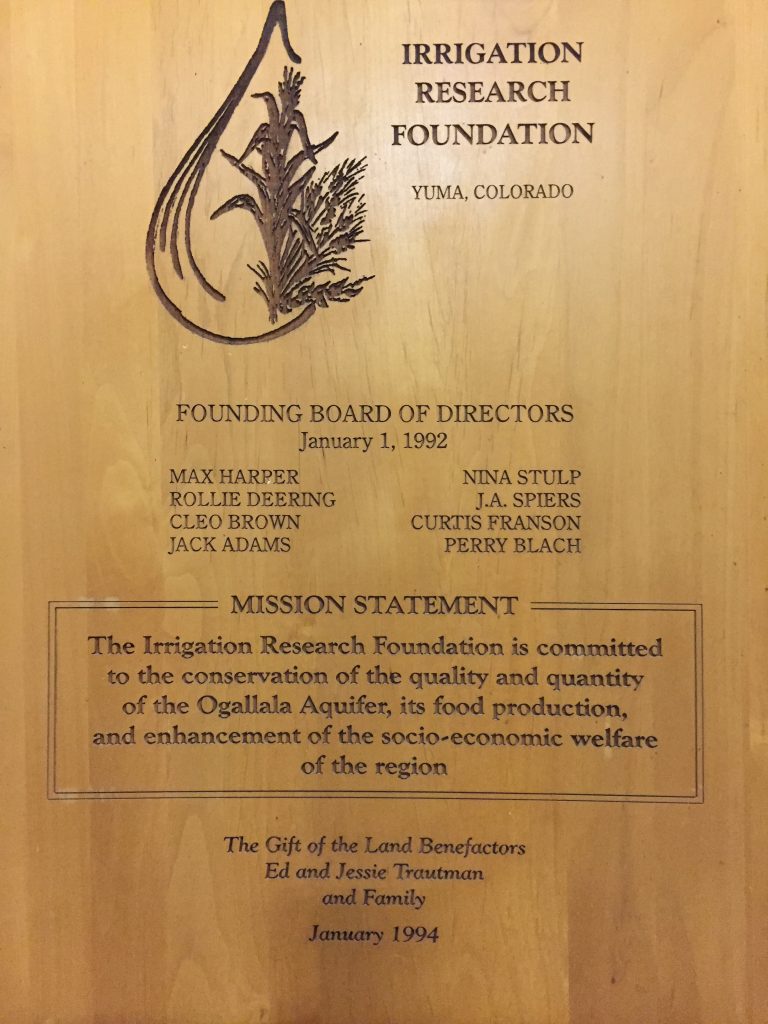 IRRIGATION
RESEARCH
FOUNDATION
YUMA, COLORADO
FOUNDING BOARD OF DIRECTORS
January 1, 1992
MAX HARPER NINA STULP
ROLLIE DEERING J.A. SPIERS
CLEO BROWN CURTIS FRANSON
JACK ADAMS PERRY BLACH
MISSION STATEMENT
The Irrigation Research Foundation is committed
to the conservation of the quality and quantity
of the Ogallala Aquifer, its food production,
and enhancement of the socio-economic welfare
of the region
The Gift of the Land Benefactors
Ed and Jessie Trautman
and Family
January 1994